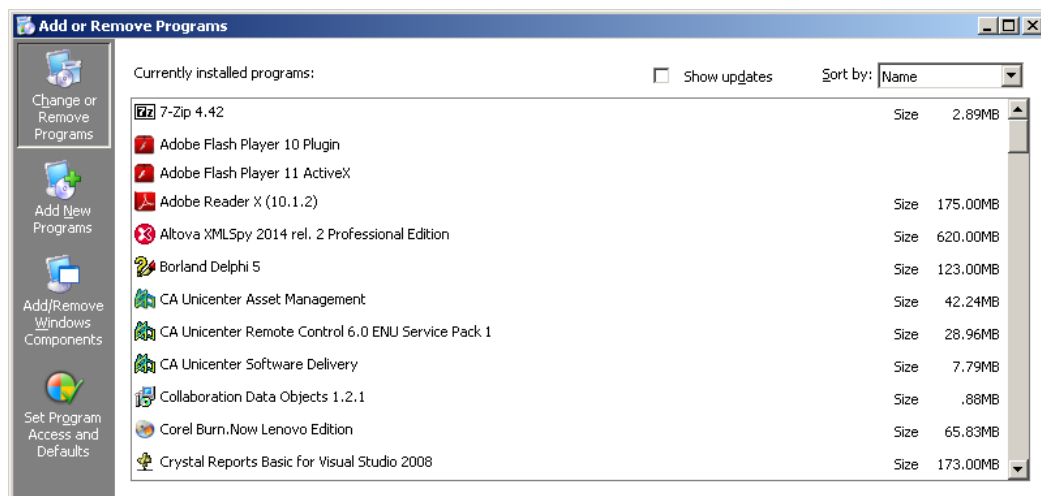 Add or Remove Programs
Change or
Remove
Programs
Add New
Programs
Add/Remove
Windows
Components
Set Program
Access and
Defaults
Currently installed programs:
Show updates
Sort by: Name
7z 7-Zip 4.42 Size 2.89MB
Adobe Flash Player 10 Plugin
Adobe Flash Player 11 ActiveX
Adobe Reader X (10.1.2) Size 175.00MB
Altova XMLSpy 2014 rel. 2 Professional Edition Size 620.00MB
Borland Delphi 5 Size 123.00MB
CA Unicenter Asset Management Size 42.24MB
CA Unicenter Remote Control 6.0 ENU Service Pack 1 Size 28.96MB
CA Unicenter Software Delivery Size 7.79MB
Collaboration Data Objects 1.2.1 Size .88MB
Corel Burn.Now Lenovo Edition Size 65.83MB
Crystal Reports Basic for Visual Studio 2008 Size 173.00MB